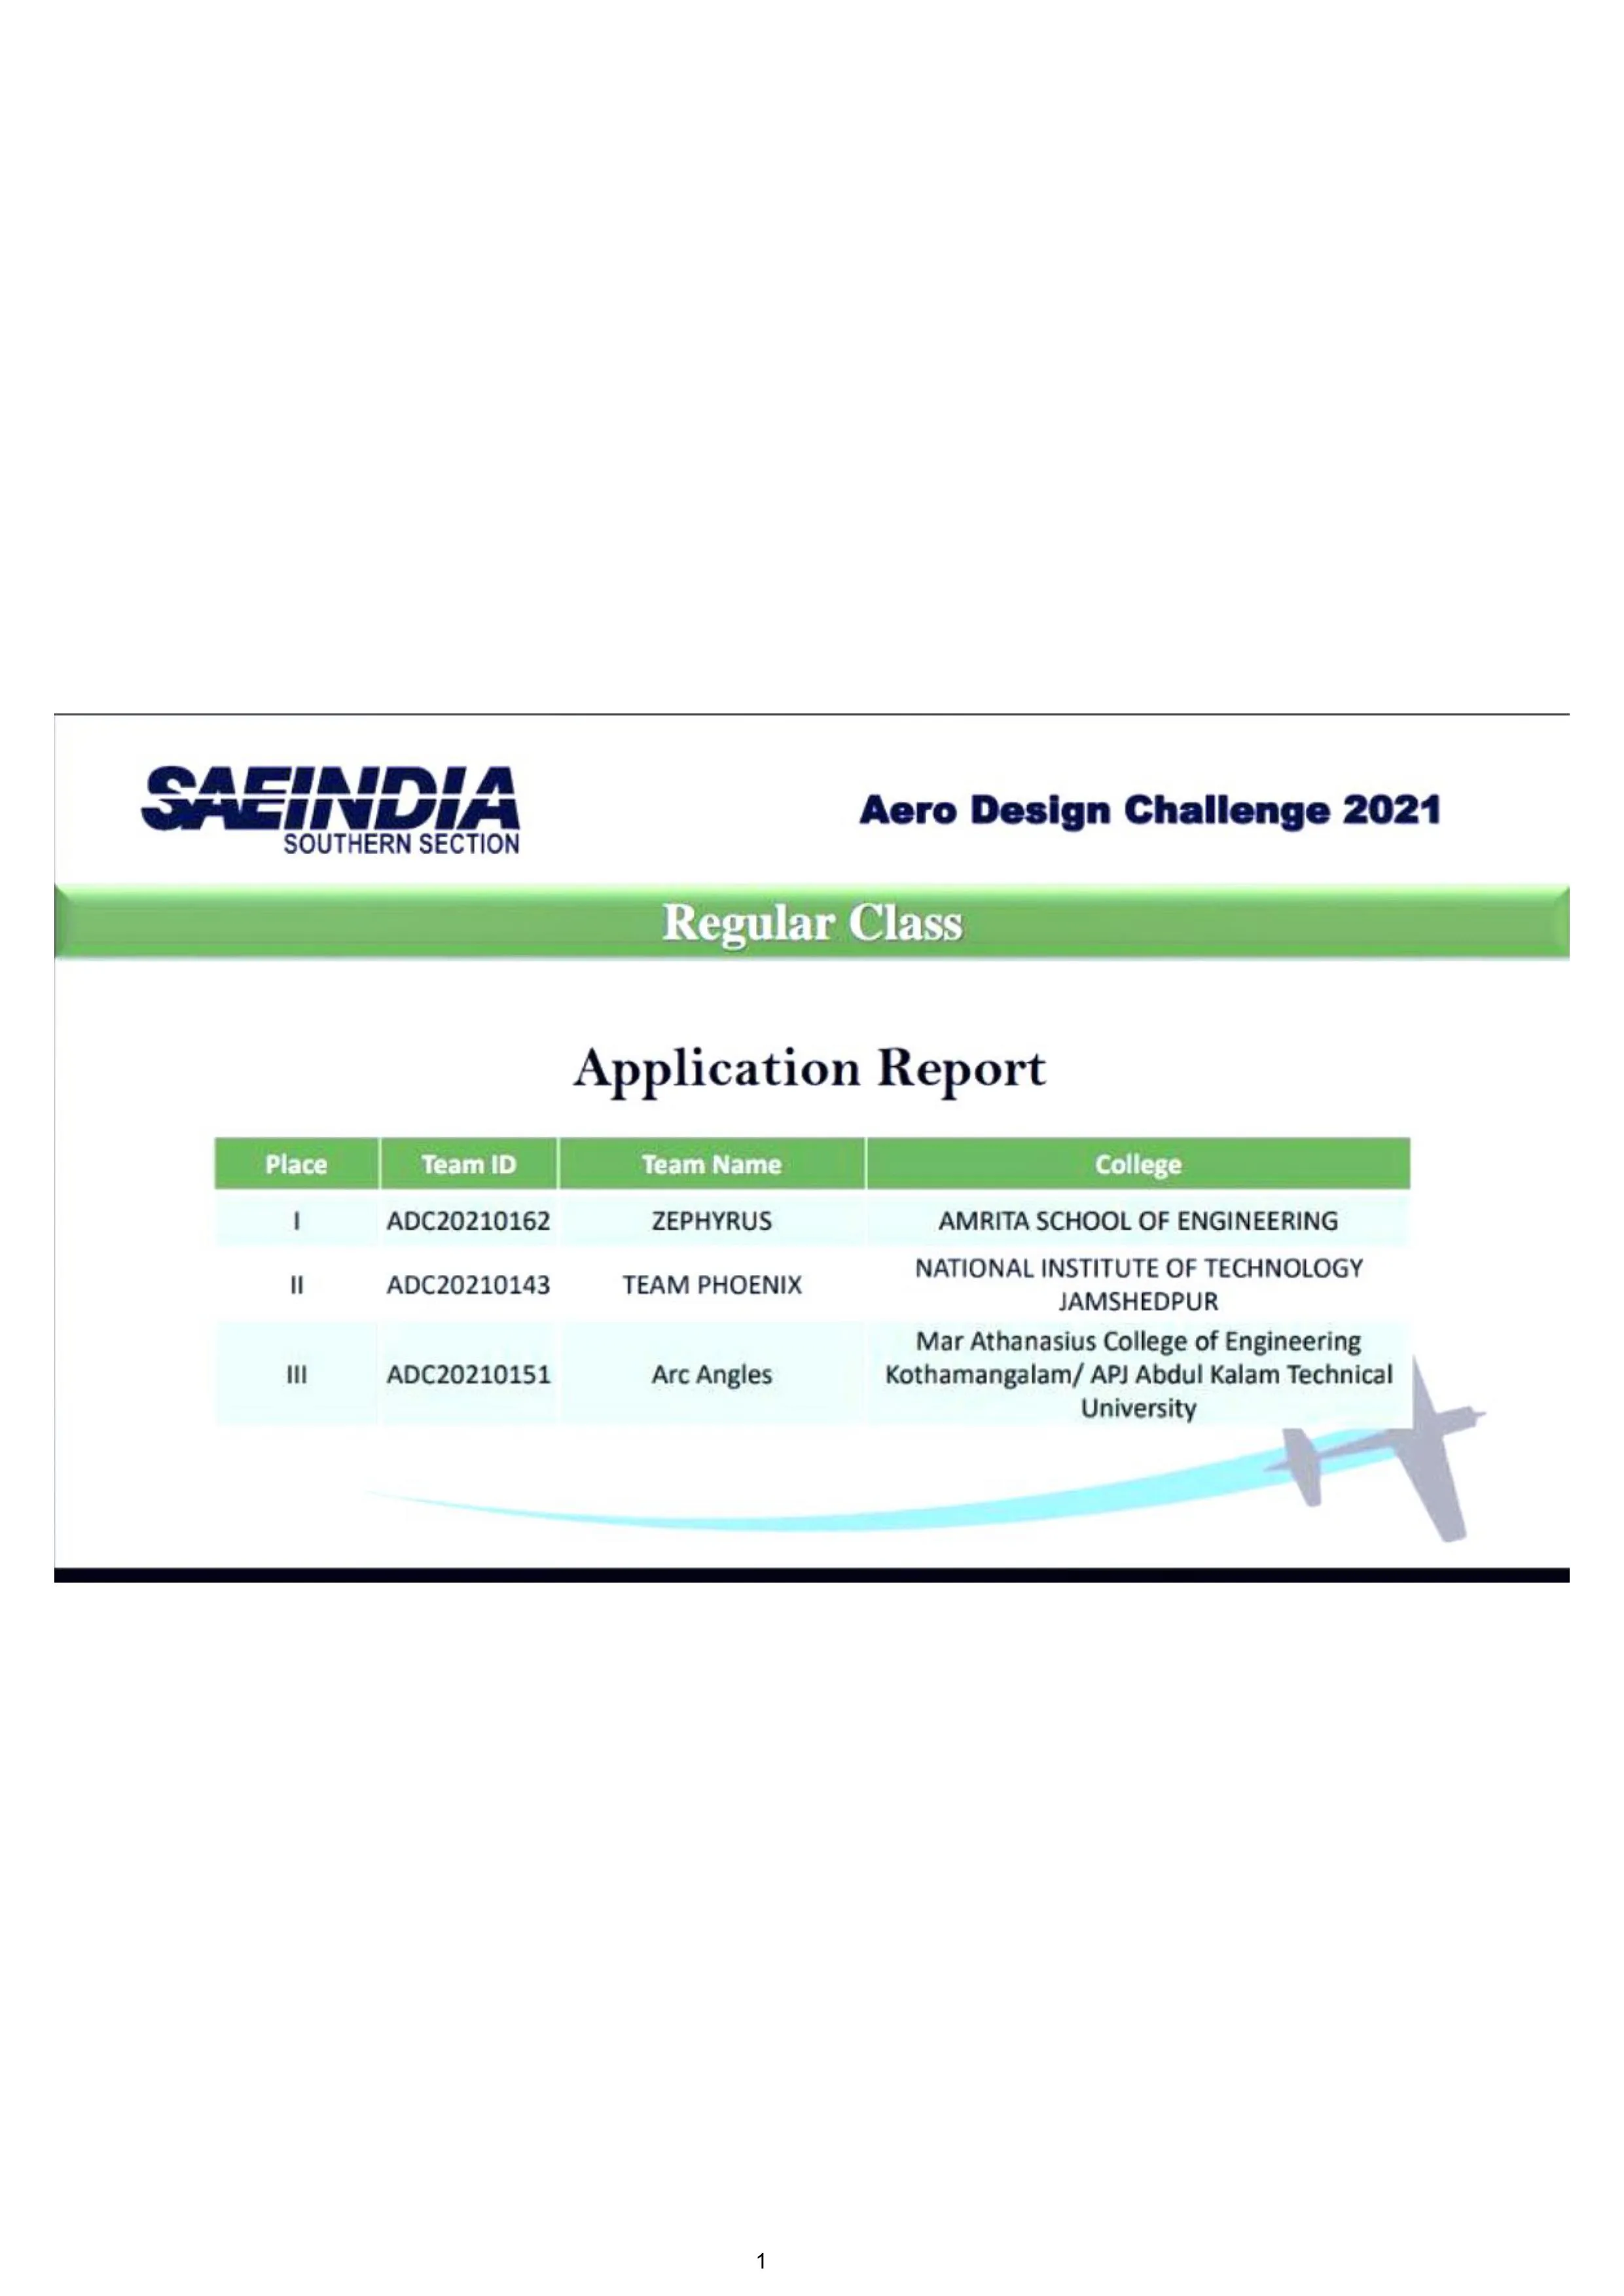 SAEINDIA
SOUTHERN SECTION
Aero Design Challenge 2021
Regular Class
Application Report
Place Team ID Team Name College
I ADC20210162 ZEPHYRUS AMRITA SCHOOL OF ENGINEERING
II ADC20210143 TEAM PHOENIX NATIONAL INSTITUTE OF TECHNOLOGY
JAMSHEDPUR
III ADC20210151 Arc Angles Mar Athanasius College of Engineering
Kothamangalam/ APJ Abdul Kalam Technical
University
1